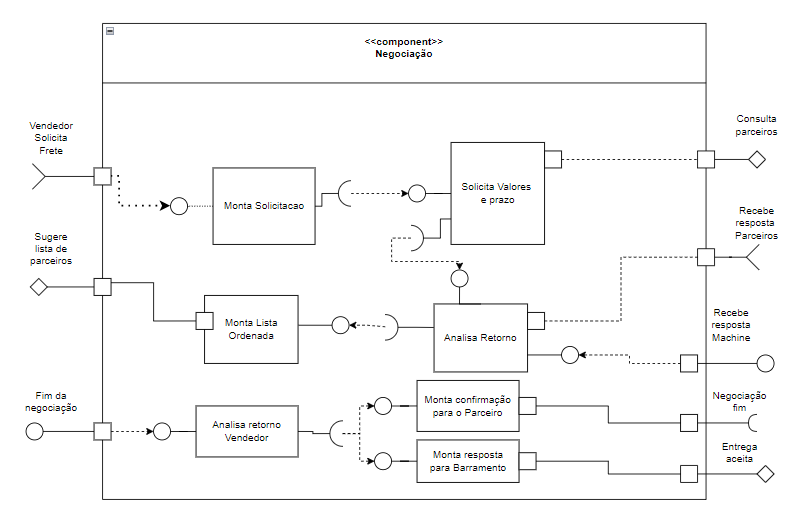 <<component>>
Negociação
Vendedor
Solicita
Frete
Monta Solicitacao
Solicita Valores
e prazo
Consulta
parceiros
Sugere
lista de
parceiros
Recebe
resposta
Parceiros
Monta Lista
Ordenada
Analisa Retorno
Recebe
resposta
Machine
Fim da
negociação
Analisa retorno
Vendedor
Monta confirmação
para o Parceiro
Negociação
fim
Monta resposta
para Barramento
Entrega
aceita